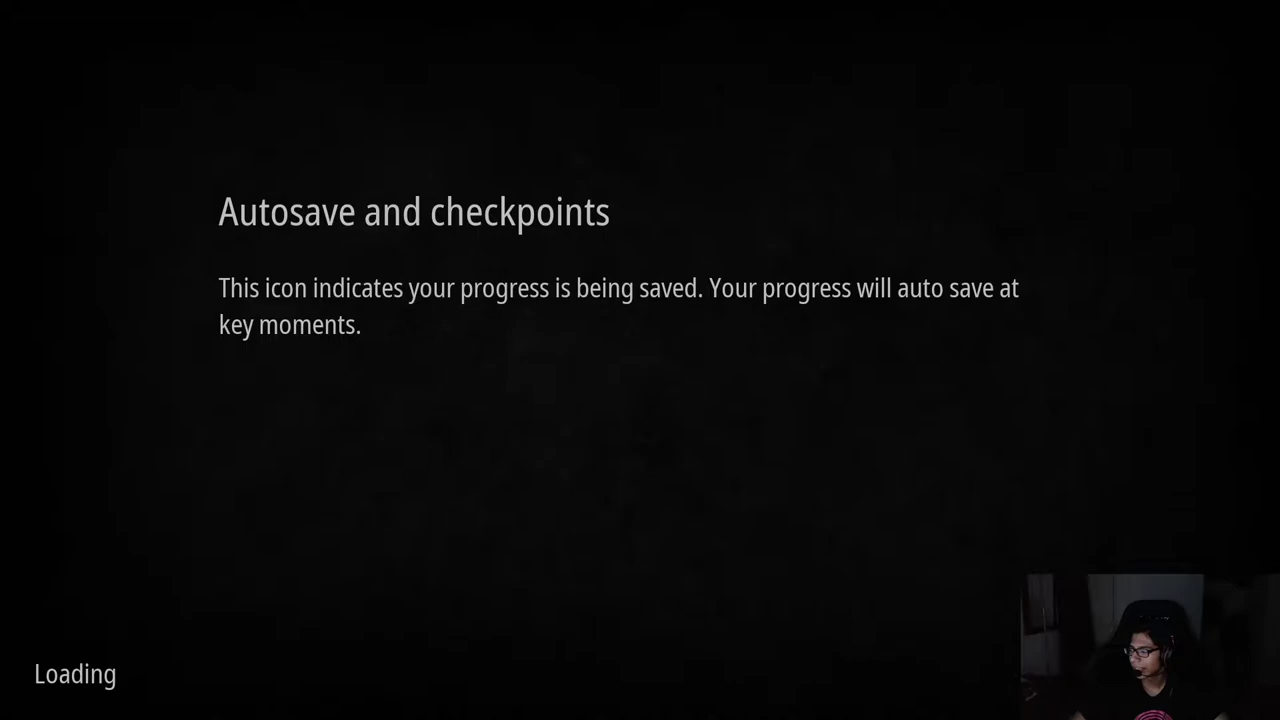 Autosave and checkpoints
This icon indicates your progress is being saved. Your progress will auto save at
key moments.
Loading